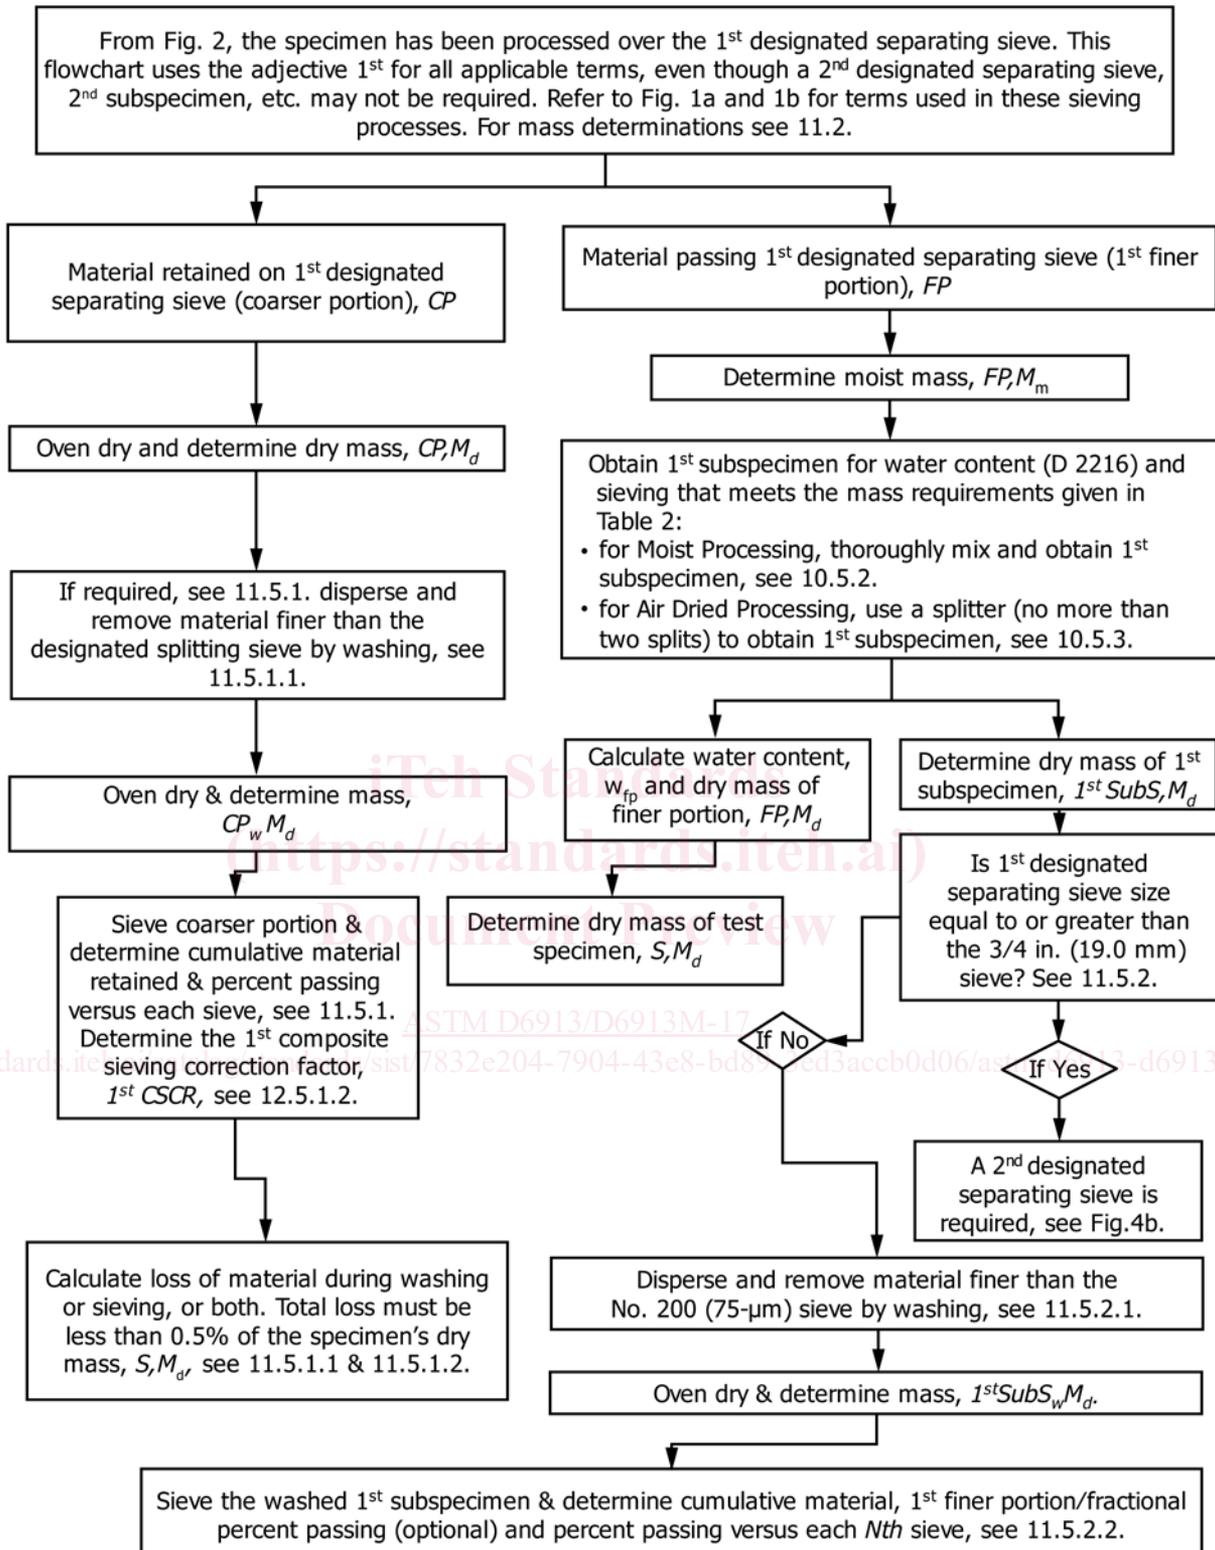 From Fig. 2, the specimen has been processed over the 1st designated separating sieve. This
flowchart uses the adjective 1st for all applicable terms, even though a 2nd designated separating sieve,
2nd subspecimen, etc. may not be required. Refer to Fig. 1a and 1b for terms used in these sieving
processes. For mass determinations see 11.2.
Material retained on 1st designated
separating sieve (coarser portion), CP
Oven dry and determine dry mass, CP,Md
If required, see 11.5.1. disperse and
remove material finer than the
designated splitting sieve by washing, see
11.5.1.1.
Oven dry & determine mass,
CPw Md
Sieve coarser portion &
determine cumulative material
retained & percent passing
versus each sieve, see 11.5.1.
Determine the 1st composite
sieving correction factor,
1st CSCR, see 12.5.1.2.
Calculate loss of material during washing
or sieving, or both. Total loss must be
less than 0.5% of the specimen's dry
mass, S,Md, see 11.5.1.1 & 11.5.1.2.
Material passing 1st designated separating sieve (1st finer
portion), FP
Determine moist mass, FP,Mm
Obtain 1st subspecimen for water content (D 2216) and
sieving that meets the mass requirements given in
Table 2:
• for Moist Processing, thoroughly mix and obtain 1st
subspecimen, see 10.5.2.
• for Air Dried Processing, use a splitter (no more than
two splits) to obtain 1st subspecimen, see 10.5.3.
Calculate water content,
wfp and dry mass of
finer portion, FP,Md
Determine dry mass of test
specimen, S,Md
Determine dry mass of 1st
subspecimen, 1st SubS,Md
Is 1st designated
separating sieve size
equal to or greater than
the 3/4 in. (19.0 mm)
sieve? See 11.5.2.
If No
If Yes
A 2nd designated
separating sieve is
required, see Fig.4b.
Disperse and remove material finer than the
No. 200 (75-µm) sieve by washing, see 11.5.2.1.
Oven dry & determine mass, 1stSubSwMd.
Sieve the washed 1st subspecimen & determine cumulative material, 1st finer portion/fractional
percent passing (optional) and percent passing versus each Nth sieve, see 11.5.2.2.
iTeh Standards
(https://standards.iteh.ai)
Document Preview
ASTM D6913/D6913M-17